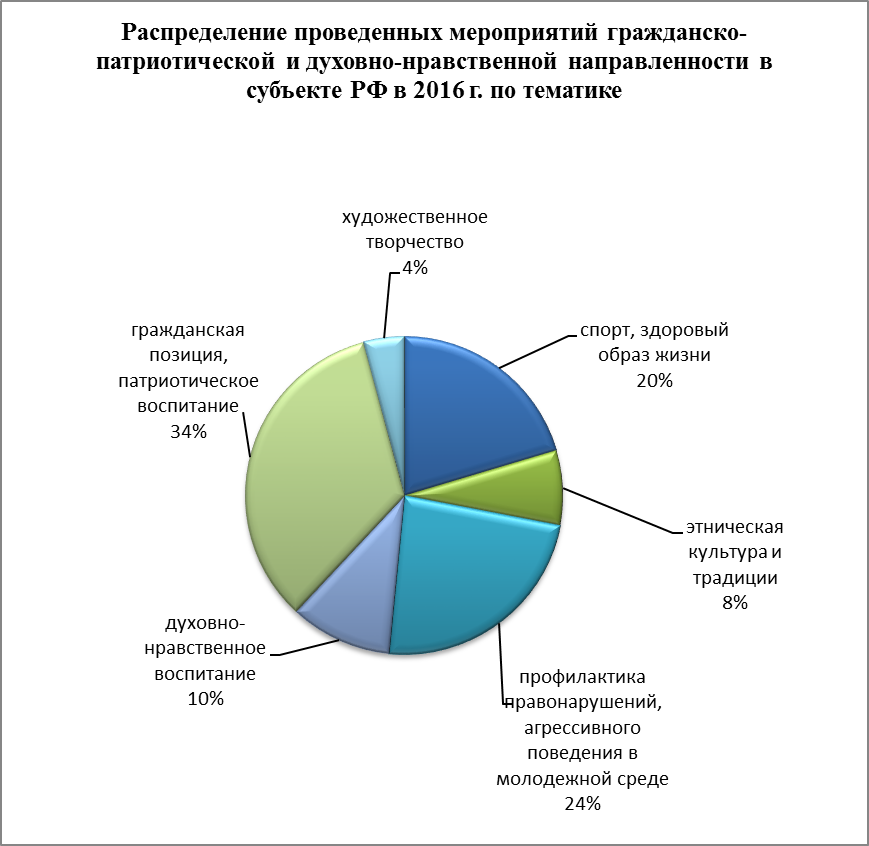 Распределение проведенных мероприятий гражданско-
патриотической и духовно-нравственной направленности в
субъекте РФ в 2016 г. по тематике
художественное
творчество
4%
спорт, здоровый
образ жизни
20%
этническая
культура и
традиции
8%
профилактика
правонарушений,
агрессивного
поведения в
молодежной среде
24%
духовно-
нравственное
воспитание
10%
гражданская
позиция,
патриотическое
воспитание
34%